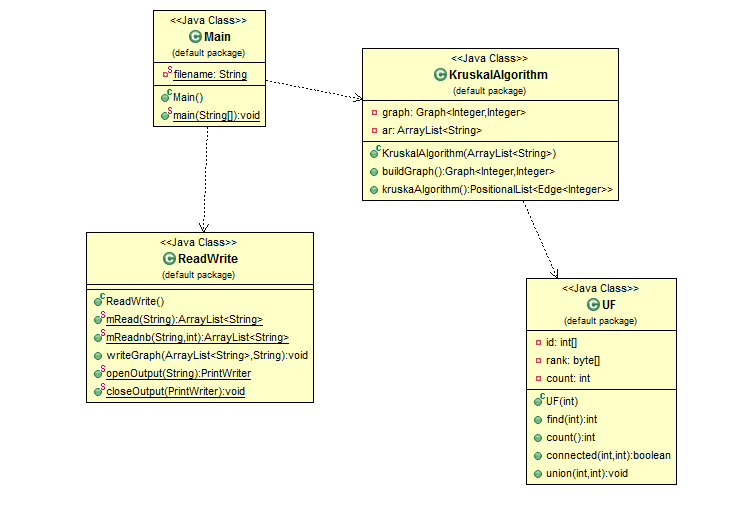 <<Java Class>>
Main
(default package)
filename: String
Main()
main(String[]):void
<<Java Class>>
KruskalAlgorithm
(default package)
graph: Graph<Integer,Integer>
ar: ArrayList<String>
KruskalAlgorithm(ArrayList<String>)
buildGraph():Graph<Integer,Integer>
kruskaAlgorithm():PositionalList<Edge<Integer>>
<<Java Class>>
ReadWrite
(default package)
ReadWrite()
mRead(String):ArrayList<String>
mReadnb(String,int):ArrayList<String>
writeGraph(ArrayList<String>,String):void
openOutput(String):PrintWriter
closeOutput(PrintWriter):void
<<Java Class>>
UF
(default package)
id: int[]
rank: byte[]
count: int
UF(int)
find(int):int
count():int
connected(int,int):boolean
union(int,int):void